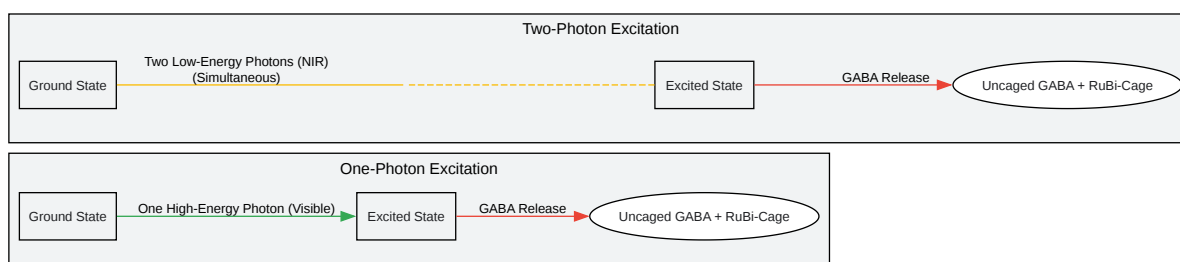 Two-Photon Excitation
Ground State
Two Low-Energy Photons (NIR)
(Simultaneous)
Excited State
GABA Release
Uncaged GABA + RuBi-Cage
One-Photon Excitation
Ground State
One High-Energy Photon (Visible)
Excited State
GABA Release
Uncaged GABA + RuBi-Cage